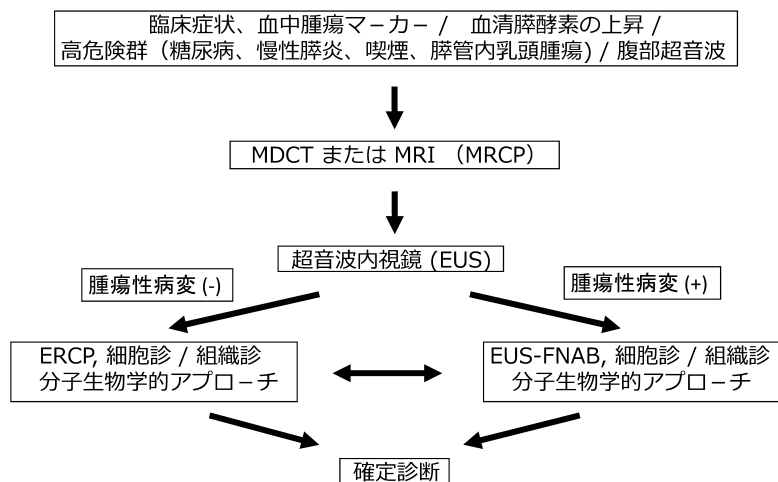 臨床症状、血中腫瘍マーカー / 血清膵酵素の上昇 /
高危険群（糖尿病、慢性膵炎、喫煙、膵管内乳頭腫瘍) / 腹部超音波
MDCT または MRI （MRCP）
超音波内視鏡 (EUS)
腫瘍性病変 (-)
腫瘍性病変 (+)
ERCP, 細胞診 / 組織診
分子生物学的アプローチ
EUS-FNAB, 細胞診 / 組織診
分子生物学的アプローチ
確定診断